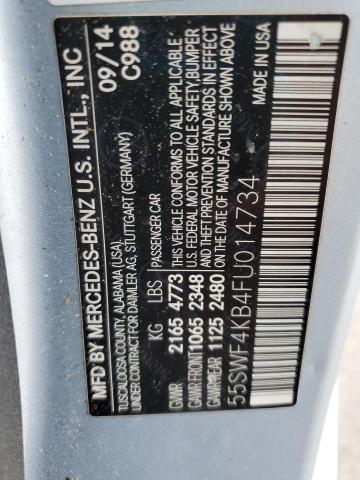 MFD BY MERCEDES-BENZ U.S. INTL., INC
TUSCALOOSA COUNTY, ALABAMA (USA),
UNDER CONTRACT FOR DAIMLER AG, STUTTGART (GERMANY)
09/14
C988
KG LBS PASSENGER CAR
GVWR 2165 4773
GAWR-FRONT 1065 2348
GAWR-REAR 1125 2480
THIS VEHICLE CONFORMS TO ALL APPLICABLE
U.S. FEDERAL MOTOR VEHICLE SAFETY, BUMPER
AND THEFT PREVENTION STANDARDS IN EFFECT
ON THE DATE OF MANUFACTURE SHOWN ABOVE
55SWF4KB4FU014734